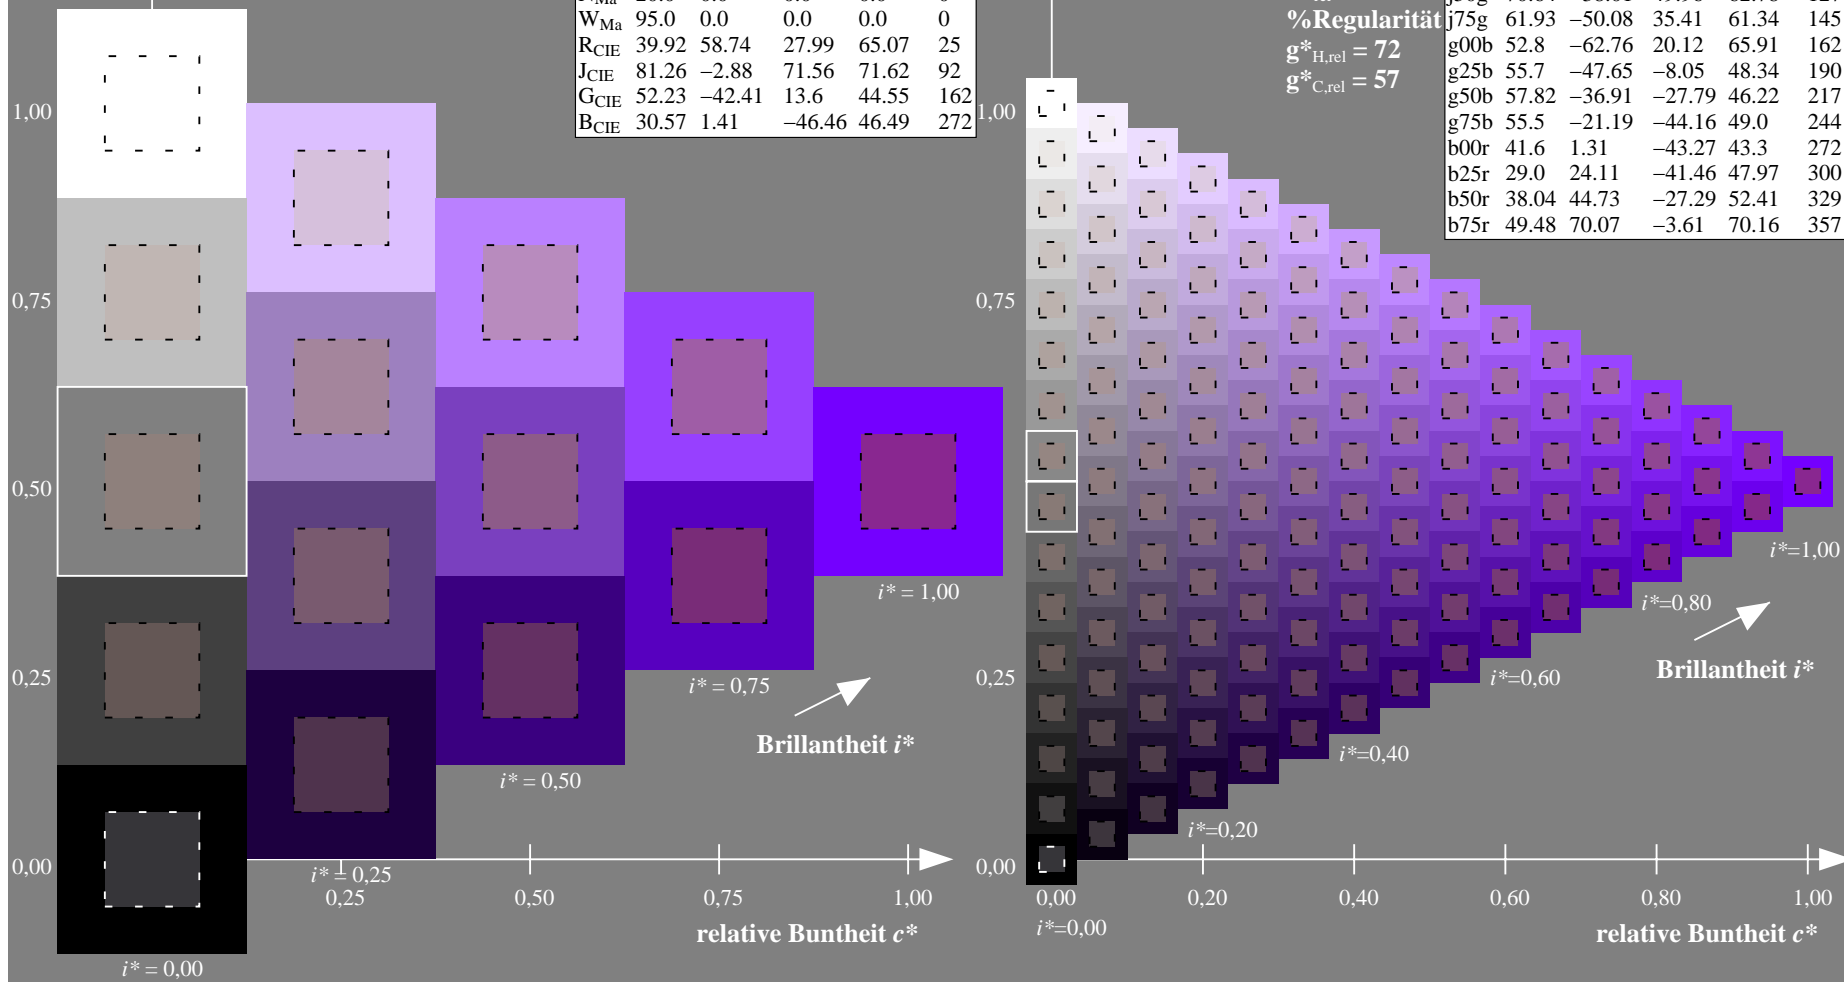 W_Ma 95.0 0.0 0.0 0.0 0
R_CIE 39.92 58.74 27.99 65.07 25
J_CIE 81.26 −2.88 71.56 71.62 92
G_CIE 52.23 −42.41 13.6 44.55 162
B_CIE 30.57 1.41 −46.46 46.49 272
%Regularität
g*_H,rel = 72
g*_C,rel = 57
j75g 61.93 −50.08 35.41 61.34 145
g00b 52.8 −62.76 20.12 65.91 162
g25b 55.7 −47.65 −8.05 48.34 190
g50b 57.82 −36.91 −27.79 46.22 217
g75b 55.5 −21.19 −44.16 49.0 244
b00r 41.6 1.31 −43.27 43.3 272
b25r 29.0 24.11 −41.46 47.97 300
b50r 38.04 44.73 −27.29 52.41 329
b75r 49.48 70.07 −3.61 70.16 357
1,00
0,75
0,50
0,25
0,00
i* = 1,00
i* = 0,75
Brillantheit i*
i* = 0,50
i* = 0,25
i* = 0,00
0,25 0,50 0,75 1,00
relative Buntheit c*
1,00
0,75
0,50
0,25
0,00
i*=1,00
i*=0,80
Brillantheit i*
i*=0,60
i*=0,40
i*=0,20
0,00 0,20 0,40 0,60 0,80 1,00
i*=0,00
relative Buntheit c*